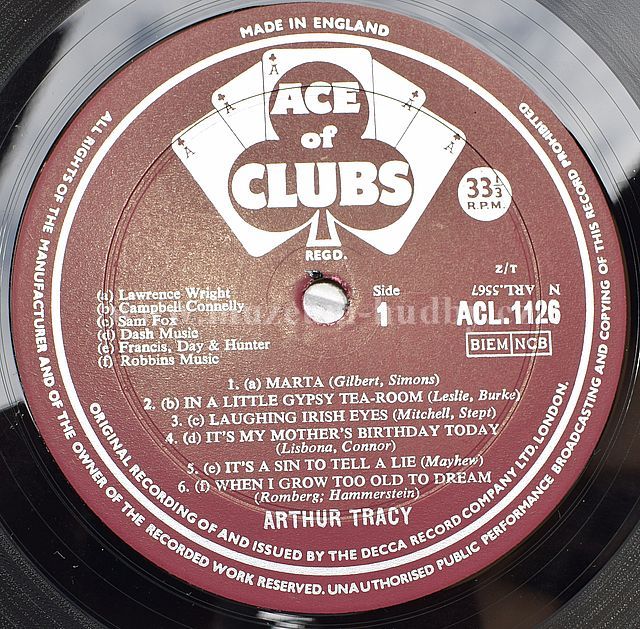 MADE IN ENGLAND
A
A
A
A
ACE
of
CLUBS
REGD.
33 1/3
R.P.M.
Z/T
N ARL.5567
ACL.1126
BIEM NCB
Side
1
(a) Lawrence Wright
(b) Campbell Connelly
(c) Sam Fox
(d) Dash Music
(e) Francis, Day & Hunter
(f) Robbins Music
1. (a) MARTA (Gilbert, Simons)
2. (b) IN A LITTLE GYPSY TEA-ROOM (Leslie, Burke)
3. (c) LAUGHING IRISH EYES (Mitchell, Stept)
4. (d) IT'S MY MOTHER'S BIRTHDAY TODAY
(Lisbona, Connor)
5. (e) IT'S A SIN TO TELL A LIE (Mayhew)
6. (f) WHEN I GROW TOO OLD TO DREAM
(Romberg; Hammerstein)
ARTHUR TRACY
ORIGINAL RECORDING OF AND ISSUED BY THE DECCA RECORD COMPANY LTD. LONDON.
ALL RIGHTS OF THE MANUFACTURER AND OF THE OWNER OF THE RECORDED WORK RESERVED. UNAUTHORISED PUBLIC PERFORMANCE BROADCASTING AND COPYING OF THIS RECORD PROHIBITED